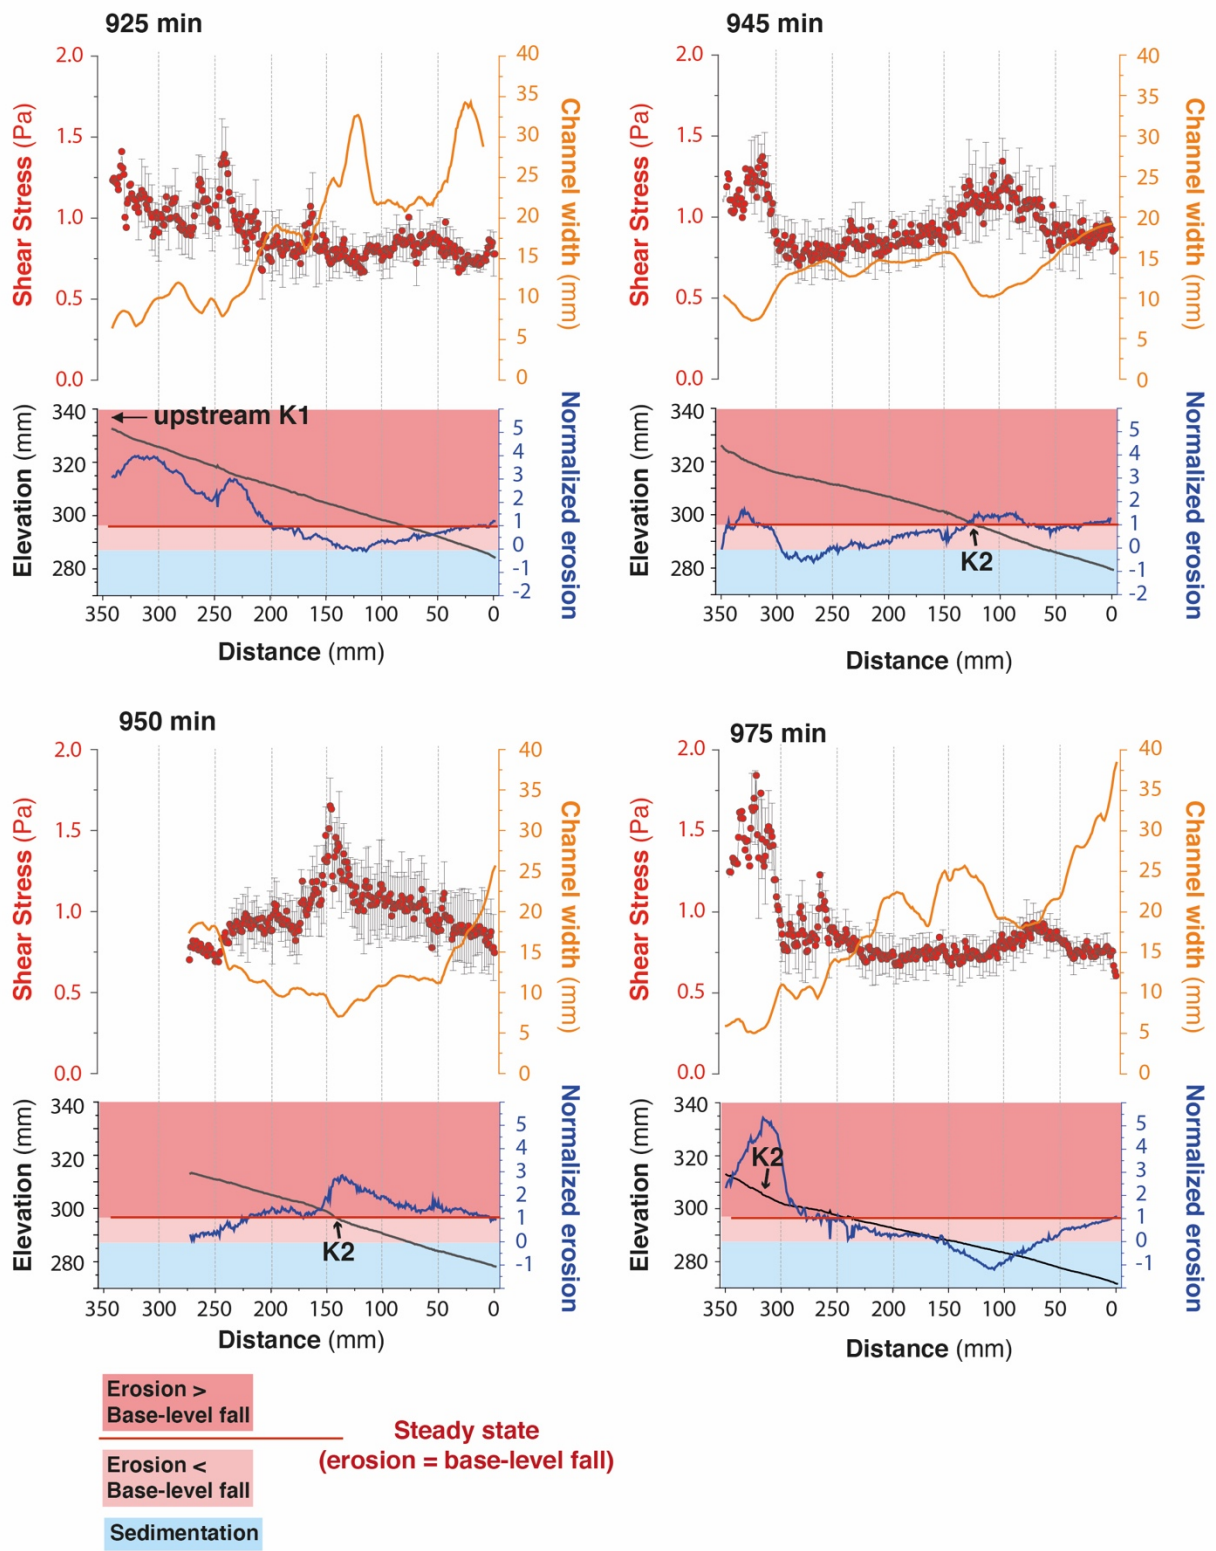 925 min
2.0
1.5
1.0
0.5
0.0
Shear Stress (Pa)
40
35
30
25
20
15
10
5
0
Channel width (mm)
340
320
300
280
Elevation (mm)
upstream K1
5
4
3
2
1
0
-1
-2
Normalized erosion
350 300 250 200 150 100 50 0
Distance (mm)
945 min
2.0
1.5
1.0
0.5
0.0
Shear Stress (Pa)
40
35
30
25
20
15
10
5
0
Channel width (mm)
340
320
300
280
Elevation (mm)
K2
5
4
3
2
1
0
-1
-2
Normalized erosion
350 300 250 200 150 100 50 0
Distance (mm)
950 min
2.0
1.5
1.0
0.5
0.0
Shear Stress (Pa)
40
35
30
25
20
15
10
5
0
Channel width (mm)
340
320
300
280
Elevation (mm)
K2
5
4
3
2
1
0
-1
Normalized erosion
350 300 250 200 150 100 50 0
Distance (mm)
975 min
2.0
1.5
1.0
0.5
0.0
Shear Stress (Pa)
40
35
30
25
20
15
10
5
0
Channel width (mm)
340
320
300
280
Elevation (mm)
K2
5
4
3
2
1
0
-1
Normalized erosion
350 300 250 200 150 100 50 0
Distance (mm)
Erosion >
Base-level fall
Steady state
(erosion = base-level fall)
Erosion <
Base-level fall
Sedimentation